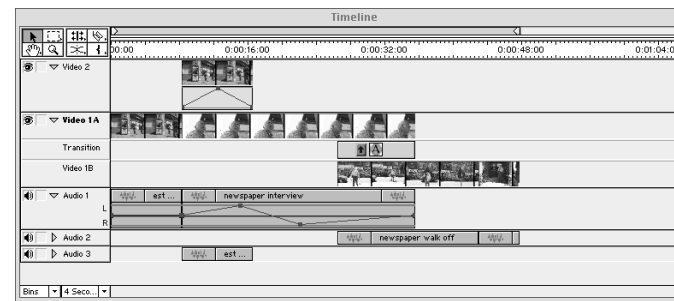 Timeline
00:00 0:00:16:00 0:00:32:00 0:00:48:00 0:01:04:0
Video 2
Video 1A
Transition
A
Video 1B
Audio 1 est... newspaper interview
L
R
Audio 2 newspaper walk off
Audio 3 est...
Bins 4 Seco...